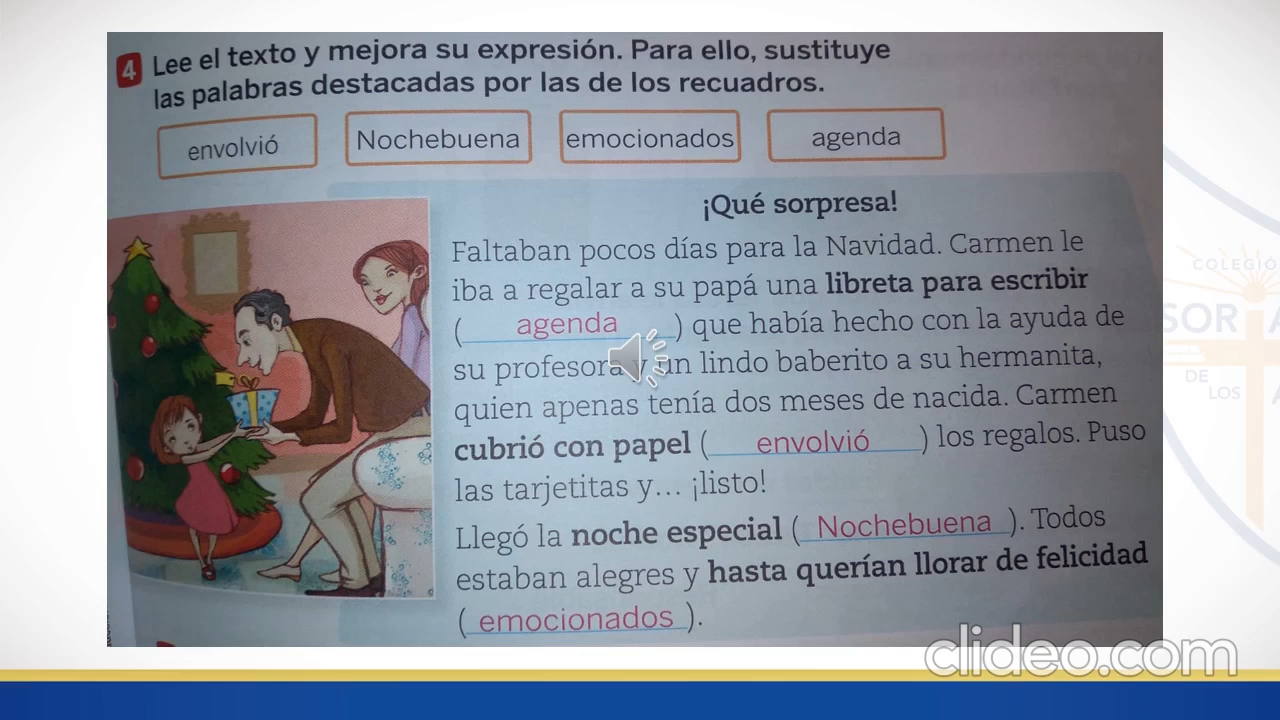 4 Lee el texto y mejora su expresión. Para ello, sustituye
las palabras destacadas por las de los recuadros.
envolvió Nochebuena emocionados agenda
¡Qué sorpresa!
Faltaban pocos días para la Navidad. Carmen le
iba a regalar a su papá una libreta para escribir
( agenda ) que había hecho con la ayuda de
su profesora y un lindo baberito a su hermanita,
quien apenas tenía dos meses de nacida. Carmen
cubrió con papel ( envolvió ) los regalos. Puso
las tarjetitas y... ¡listo!
Llegó la noche especial ( Nochebuena ). Todos
estaban alegres y hasta querían llorar de felicidad
( emocionados ).
COLEGIO
DE
LOS
clideo.com